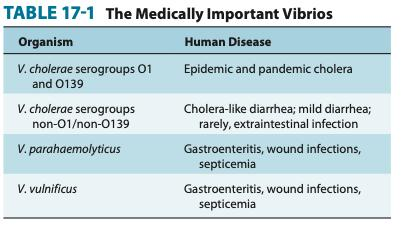 TABLE 17-1 The Medically Important Vibrios
Organism Human Disease
V. cholerae serogroups O1 Epidemic and pandemic cholera
and O139
V. cholerae serogroups Cholera-like diarrhea; mild diarrhea;
non-O1/non-O139 rarely, extraintestinal infection
V. parahaemolyticus Gastroenteritis, wound infections,
septicemia
V. vulnificus Gastroenteritis, wound infections,
septicemia